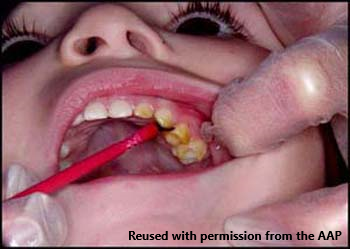 Reused with permission from the AAP